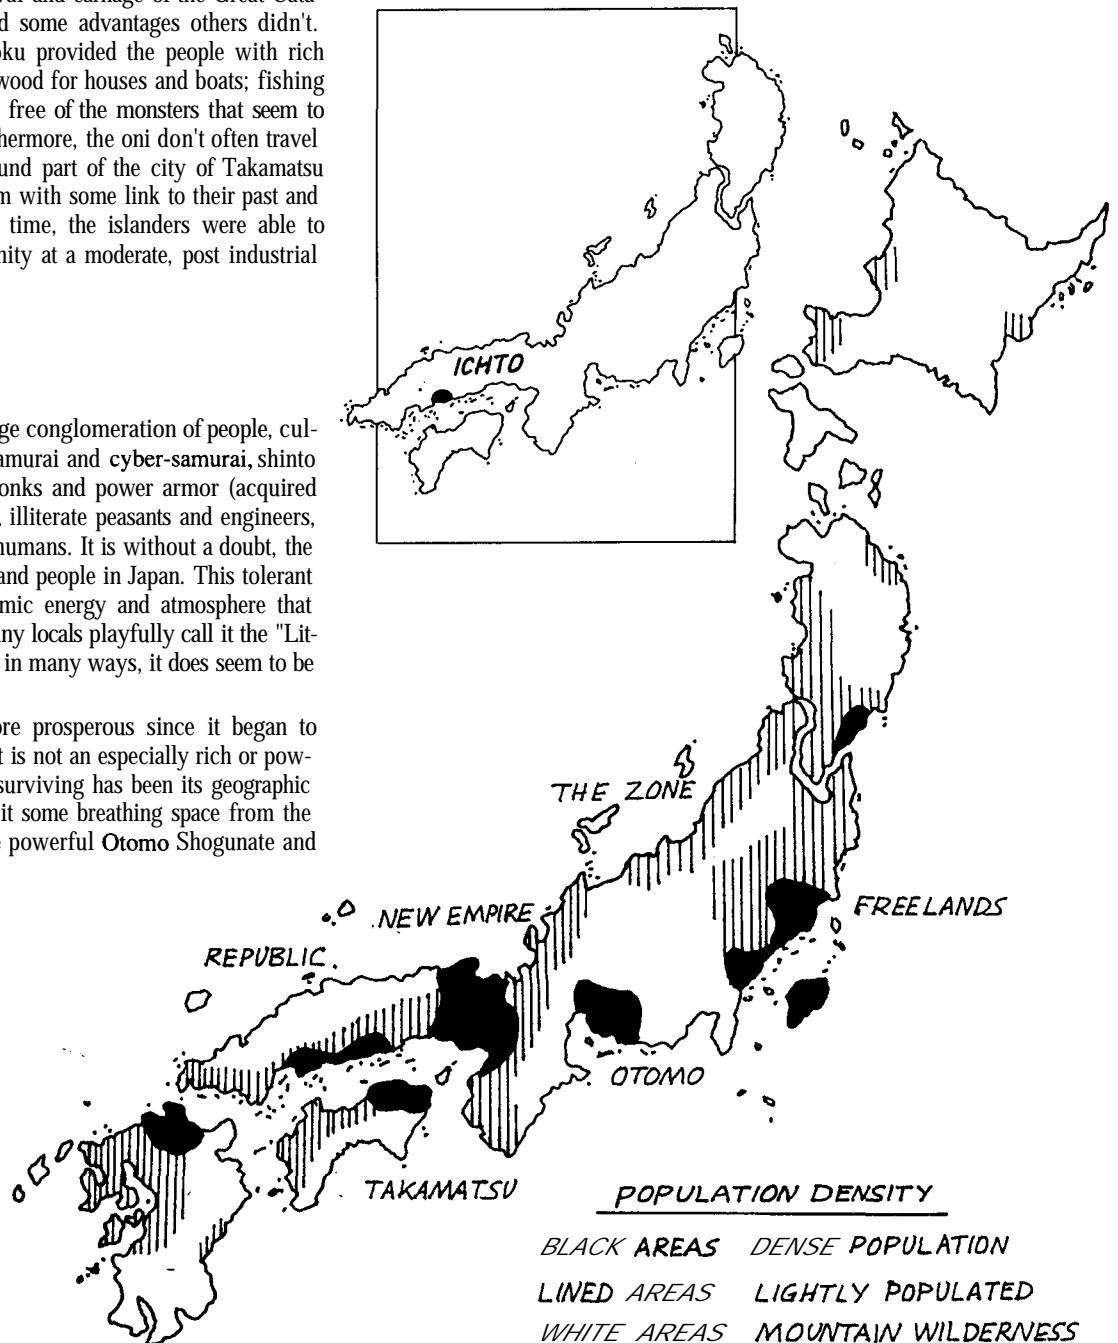 wal and carnage of the Great Cata-
d some advantages others didn't.
oku provided the people with rich
wood for houses and boats; fishing
free of the monsters that seem to
hermore, the oni don't often travel
und part of the city of Takamatsu
m with some link to their past and
time, the islanders were able to
nity at a moderate, post industrial
ge conglomeration of people, cul-
amurai and cyber-samurai, shinto
onks and power armor (acquired
, illiterate peasants and engineers,
humans. It is without a doubt, the
and people in Japan. This tolerant
mic energy and atmosphere that
ny locals playfully call it the "Lit-
in many ways, it does seem to be
ore prosperous since it began to
t is not an especially rich or pow-
surviving has been its geographic
it some breathing space from the
e powerful Otomo Shogunate and
ICHTO
THE ZONE
NEW EMPIRE
FREELANDS
REPUBLIC
OTOMO
TAKAMATSU
POPULATION DENSITY
BLACK AREAS DENSE POPULATION
LINED AREAS LIGHTLY POPULATED
WHITE AREAS MOUNTAIN WILDERNESS